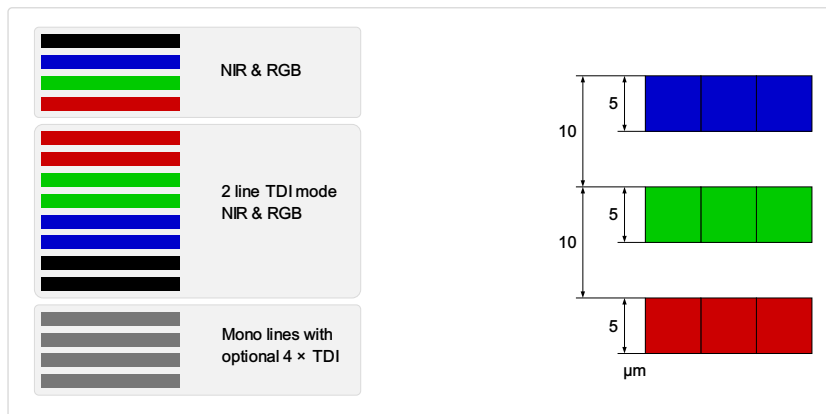 NIR & RGB
2 line TDI mode
NIR & RGB
Mono lines with
optional 4 × TDI
5
10
5
10
5
µm